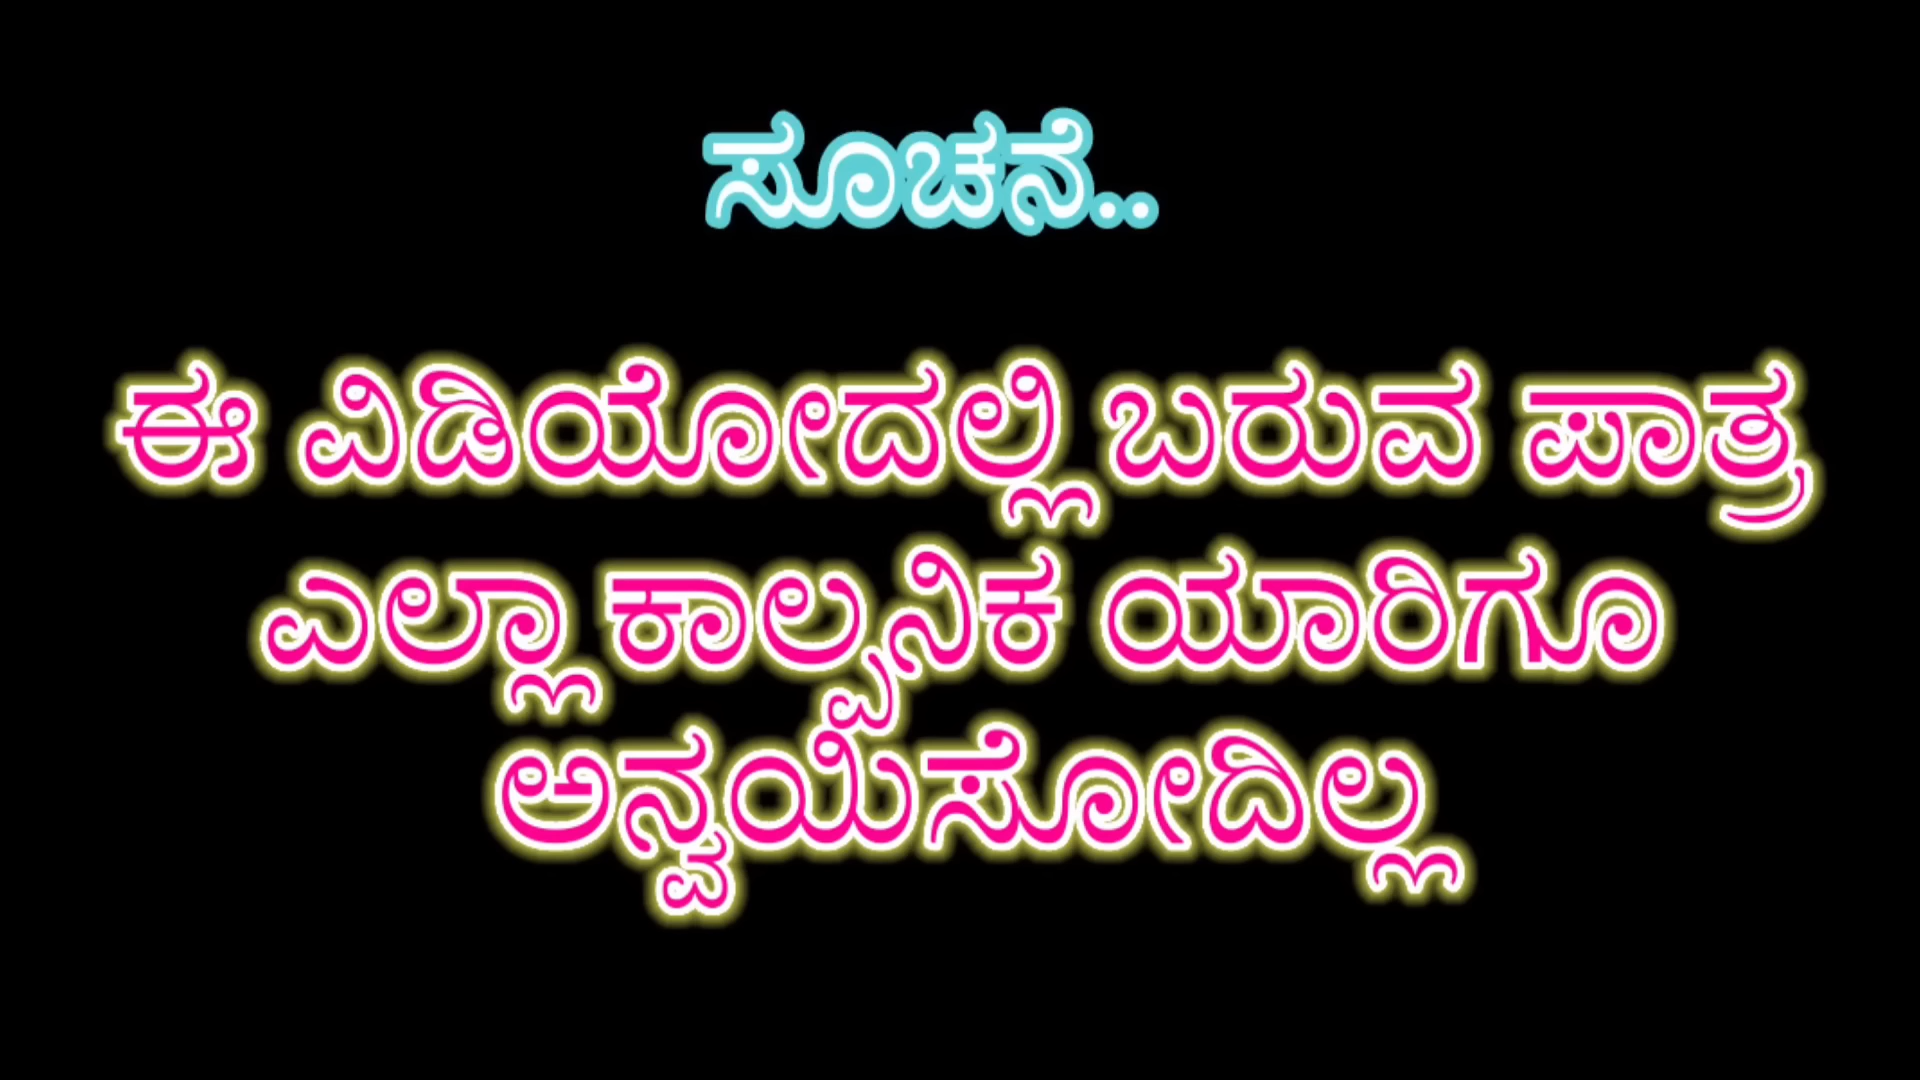 ಸೂಚನೆ..
ಈ ವಿಡಿಯೋದಲ್ಲಿ ಬರುವ ಪಾತ್ರ
ಎಲ್ಲಾ ಕಾಲ್ಪನಿಕ ಯಾರಿಗೂ
ಅನ್ವಯಿಸೋದಿಲ್ಲ